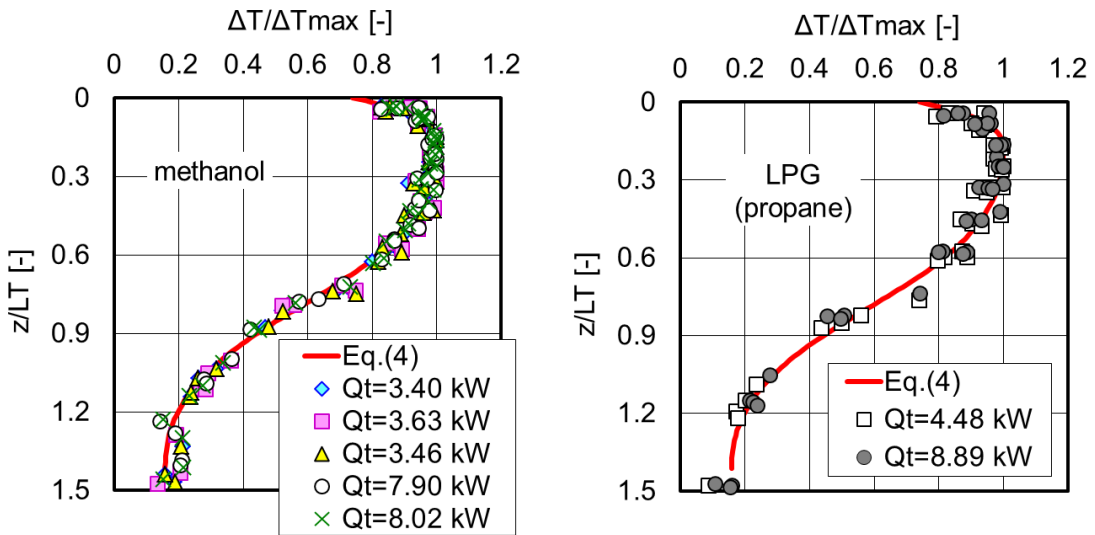 ΔT/ΔTmax [-]
0 0.2 0.4 0.6 0.8 1 1.2
0
0.3
0.6
0.9
1.2
1.5
z/LT [-]
methanol
Eq.(4)
Qt=3.40 kW
Qt=3.63 kW
Qt=3.46 kW
Qt=7.90 kW
Qt=8.02 kW
ΔT/ΔTmax [-]
0 0.2 0.4 0.6 0.8 1 1.2
0
0.3
0.6
0.9
1.2
1.5
z/LT [-]
LPG
(propane)
Eq.(4)
Qt=4.48 kW
Qt=8.89 kW